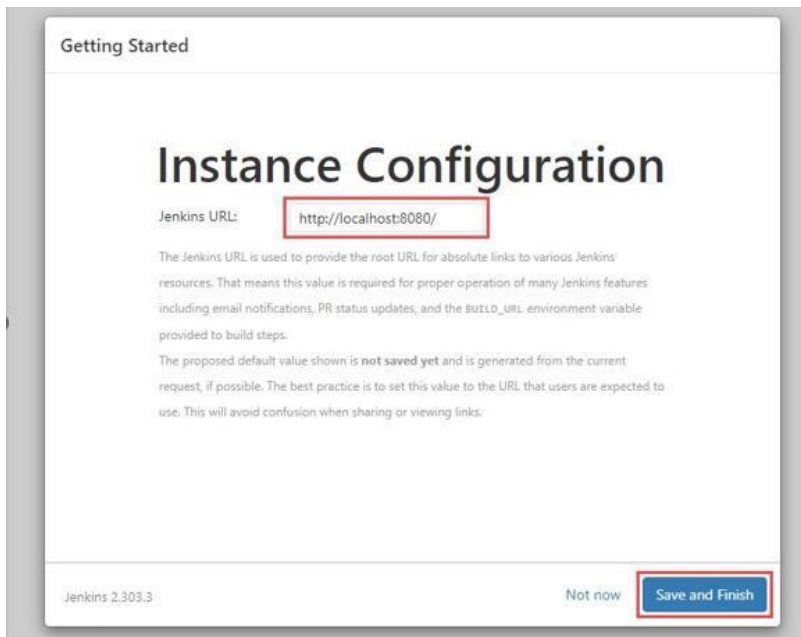 Getting Started
Instance Configuration
Jenkins URL: http://localhost:8080/
The Jenkins URL is used to provide the root URL for absolute links to various Jenkins
resources. That means this value is required for proper operation of many Jenkins features
including email notifications, PR status updates, and the BUILD_URL environment variable
provided to build steps.
The proposed default value shown is not saved yet and is generated from the current
request, if possible. The best practice is to set this value to the URL that users are expected to
use. This will avoid confusion when sharing or viewing links.
Jenkins 2.303.3 Not now Save and Finish